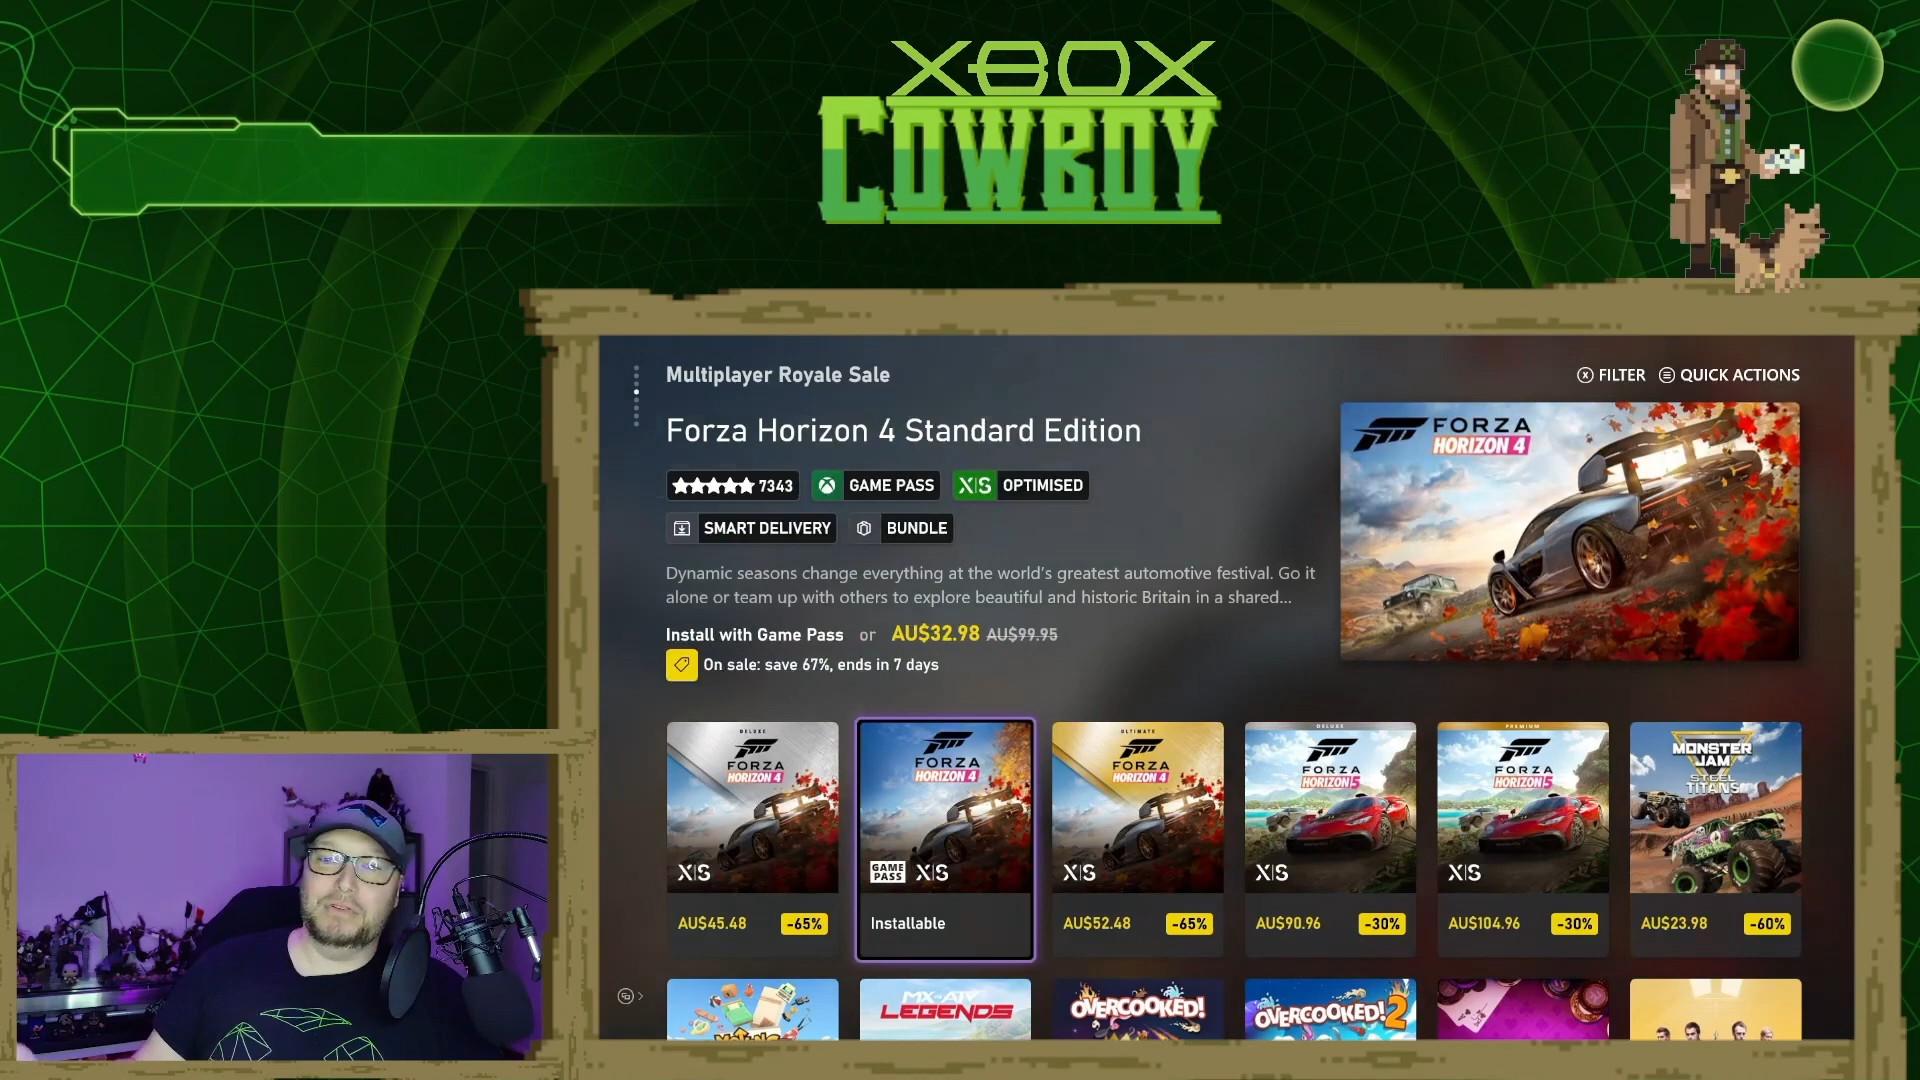 XBOX
COWBOY
Multiplayer Royale Sale
FILTER
QUICK ACTIONS
Forza Horizon 4 Standard Edition
7343
GAME PASS
X|S OPTIMISED
SMART DELIVERY
BUNDLE
Dynamic seasons change everything at the world's greatest automotive festival. Go it
alone or team up with others to explore beautiful and historic Britain in a shared...
Install with Game Pass or AU$32.98 AU$99.95
On sale: save 67%, ends in 7 days
FORZA
HORIZON 4
DELUXE
FORZA
HORIZON 4
X|S
AU$45.48 -65%
FORZA
HORIZON 4
GAME
PASS
X|S
Installable
ULTIMATE
FORZA
HORIZON 4
X|S
AU$52.48 -65%
DELUXE
FORZA
HORIZON 5
X|S
AU$90.96 -30%
PREMIUM
FORZA
HORIZON 5
X|S
AU$104.96 -30%
MONSTER
JAM
STEEL
TITANS
AU$23.98 -60%
MX vs ATV
LEGENDS
OVERCOOKED!
OVERCOOKED! 2